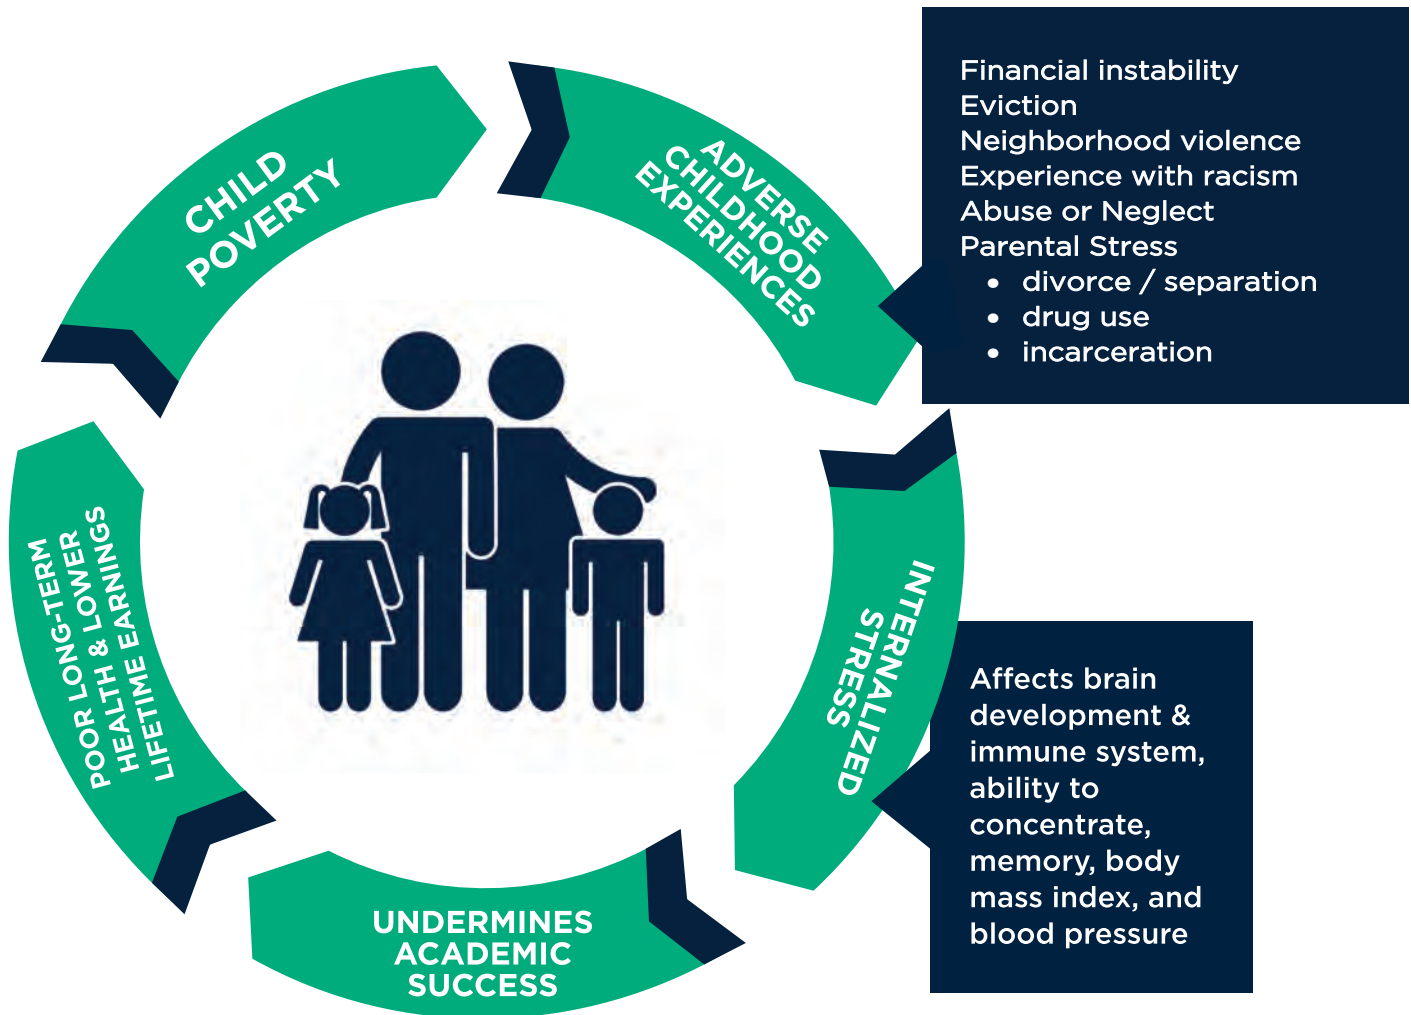 CHILD
POVERTY
ADVERSE
CHILDHOOD
EXPERIENCES
Financial instability
Eviction
Neighborhood violence
Experience with racism
Abuse or Neglect
Parental Stress
• divorce / separation
• drug use
• incarceration
INTERNALIZED
STRESS
Affects brain
development &
immune system,
ability to
concentrate,
memory, body
mass index, and
blood pressure
UNDERMINES
ACADEMIC
SUCCESS
POOR LONG-TERM
HEALTH & LOWER
LIFETIME EARNINGS